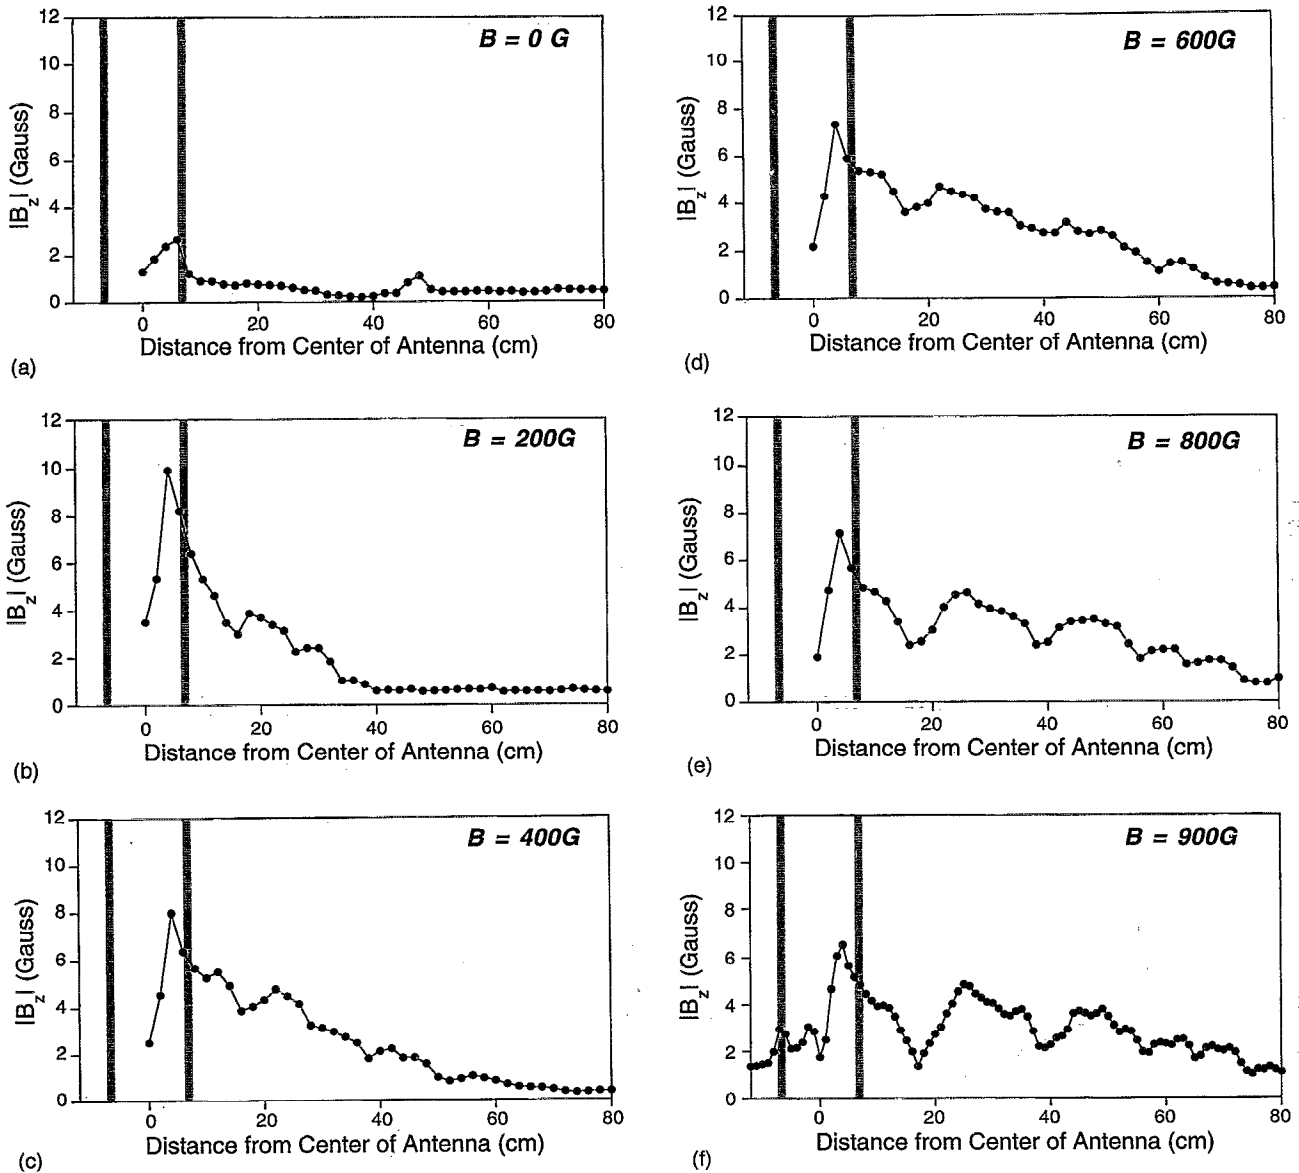 B = 0 G
12
10
8
6
4
2
0
|B_z| (Gauss)
0 20 40 60 80
Distance from Center of Antenna (cm)
(a)
B = 200G
12
10
8
6
4
2
0
|B_z| (Gauss)
0 20 40 60 80
Distance from Center of Antenna (cm)
(b)
B = 400G
12
10
8
6
4
2
0
|B_z| (Gauss)
0 20 40 60 80
Distance from Center of Antenna (cm)
(c)
B = 600G
12
10
8
6
4
2
0
|B_z| (Gauss)
0 20 40 60 80
Distance from Center of Antenna (cm)
(d)
B = 800G
12
10
8
6
4
2
0
|B_z| (Gauss)
0 20 40 60 80
Distance from Center of Antenna (cm)
(e)
B = 900G
12
10
8
6
4
2
0
|B_z| (Gauss)
0 20 40 60 80
Distance from Center of Antenna (cm)
(f)